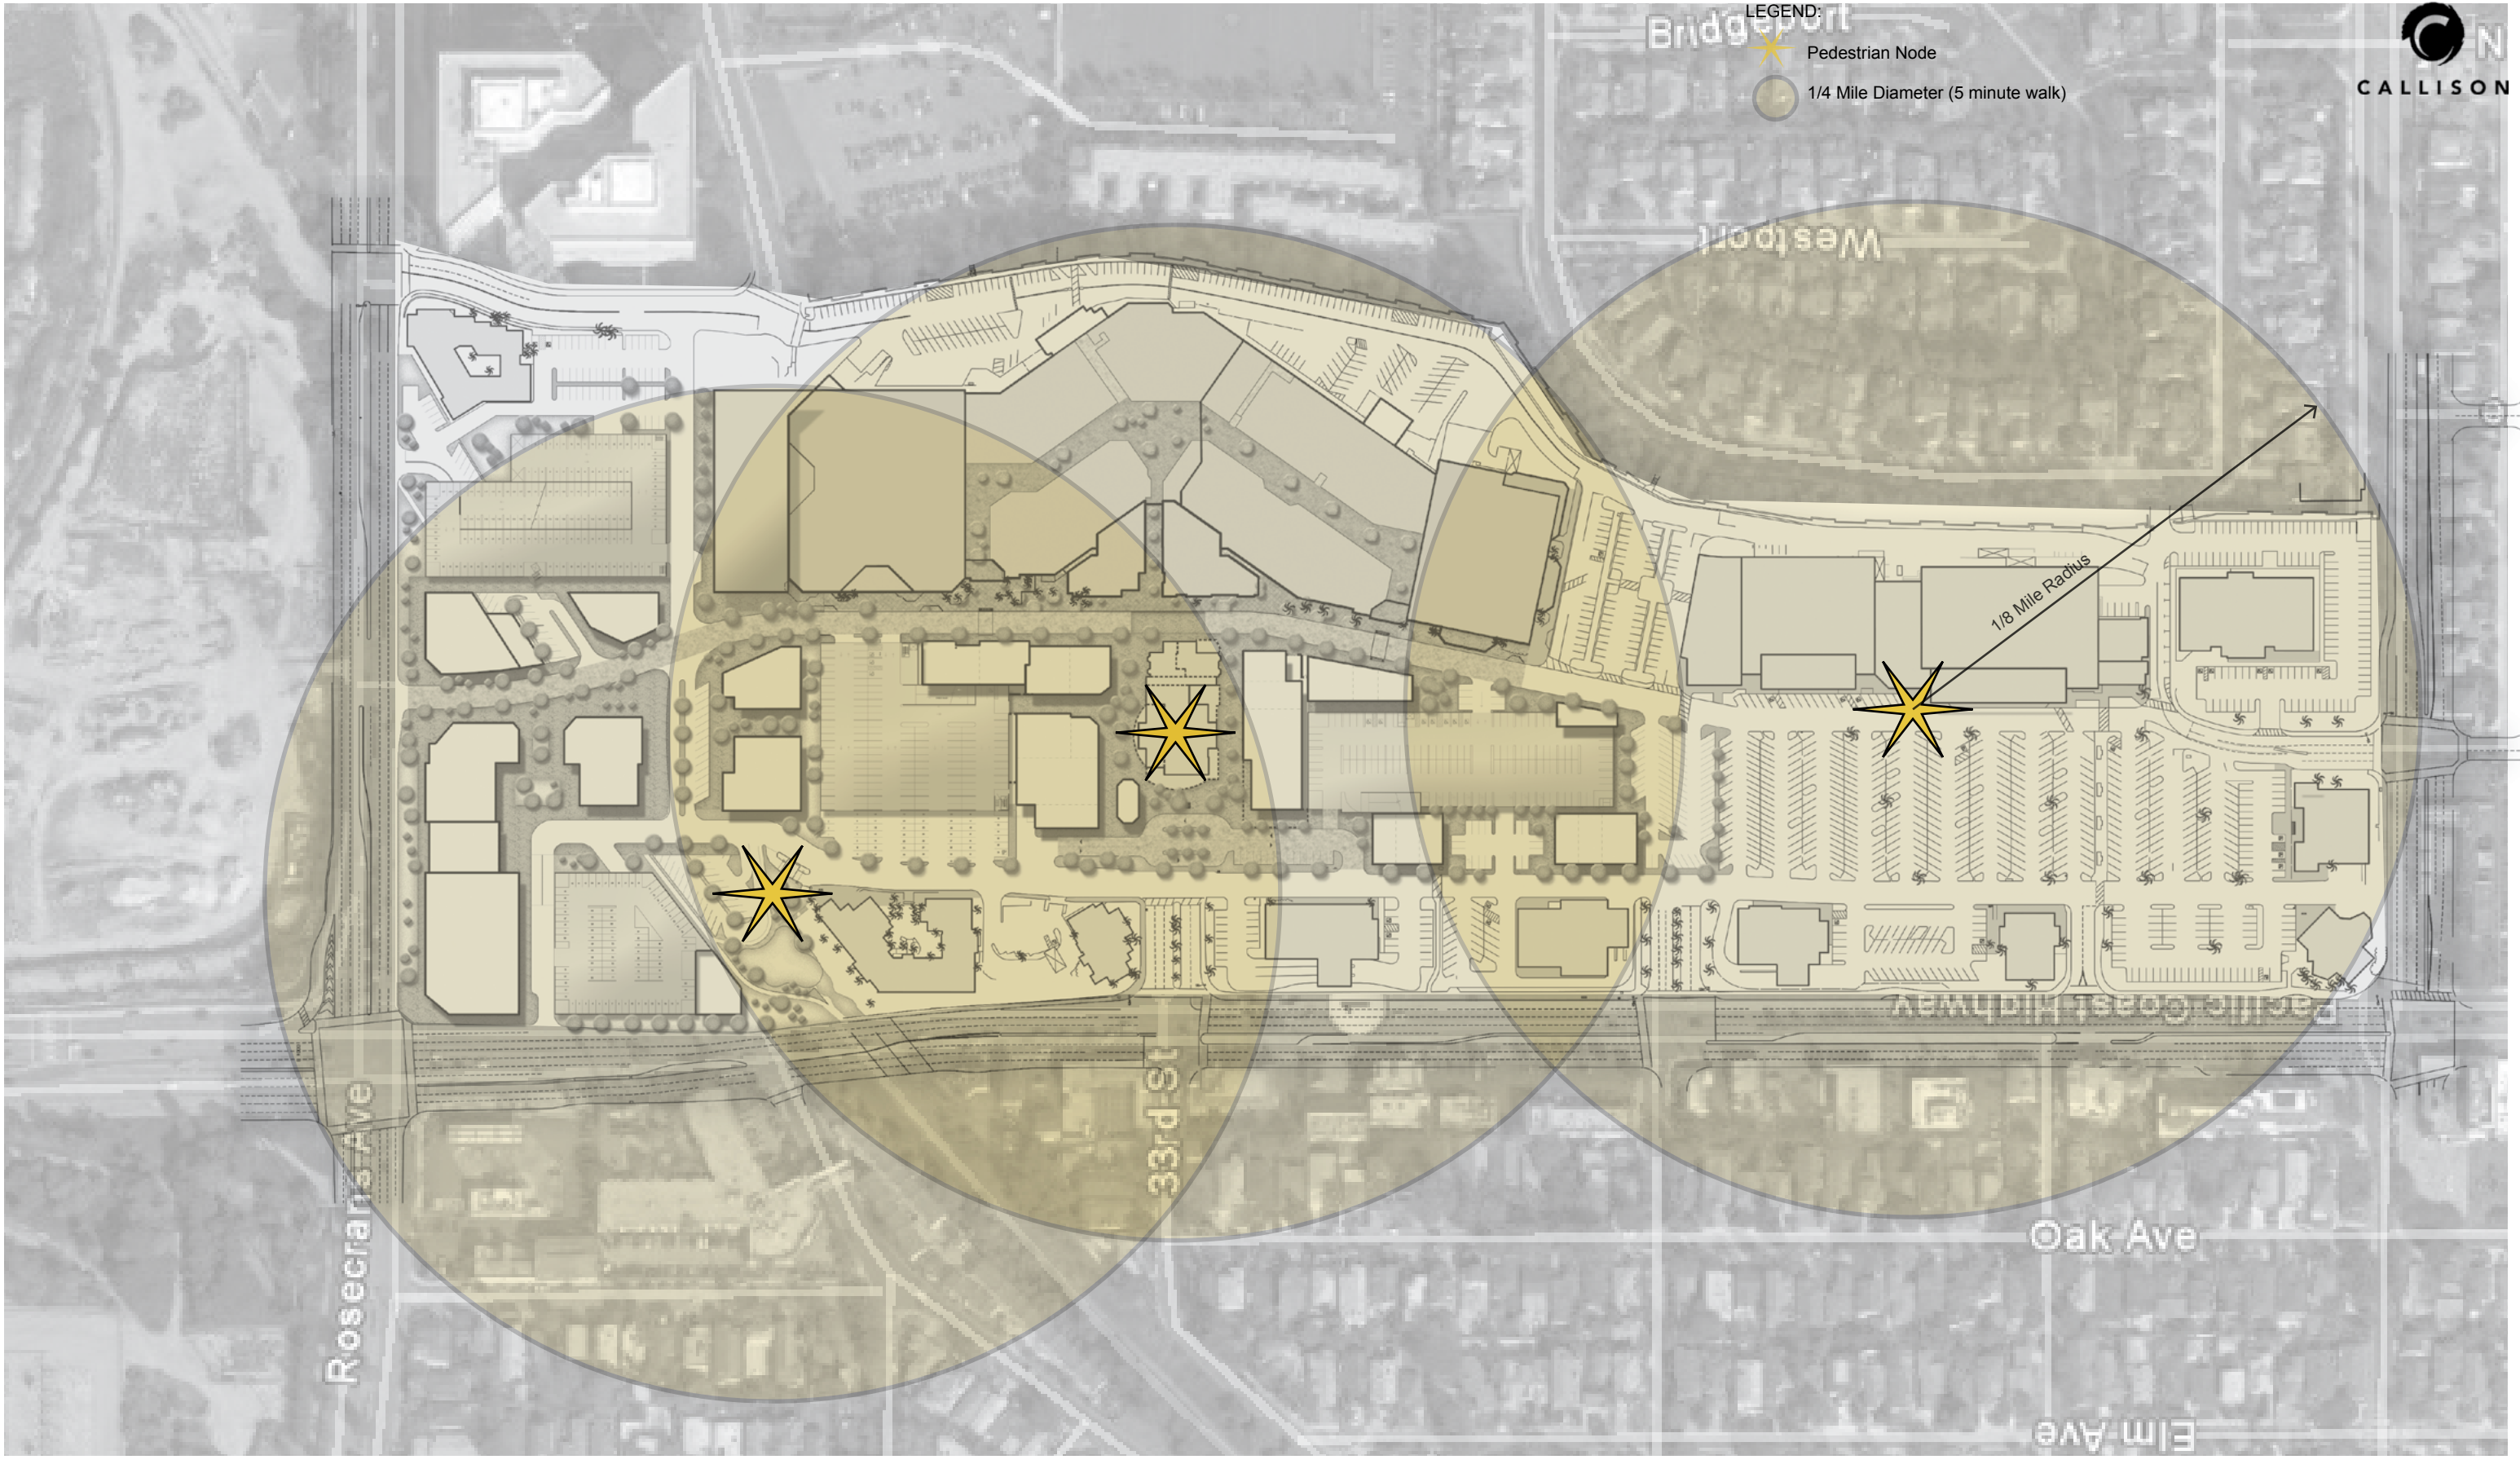 LEGEND:
Bridgeport
Pedestrian Node
1/4 Mile Diameter (5 minute walk)
N
CALLISON
Westport
1/8 Mile Radius
Pacific Coast Highway
33rd St
Rosecrans Ave
Oak Ave
Elm Ave